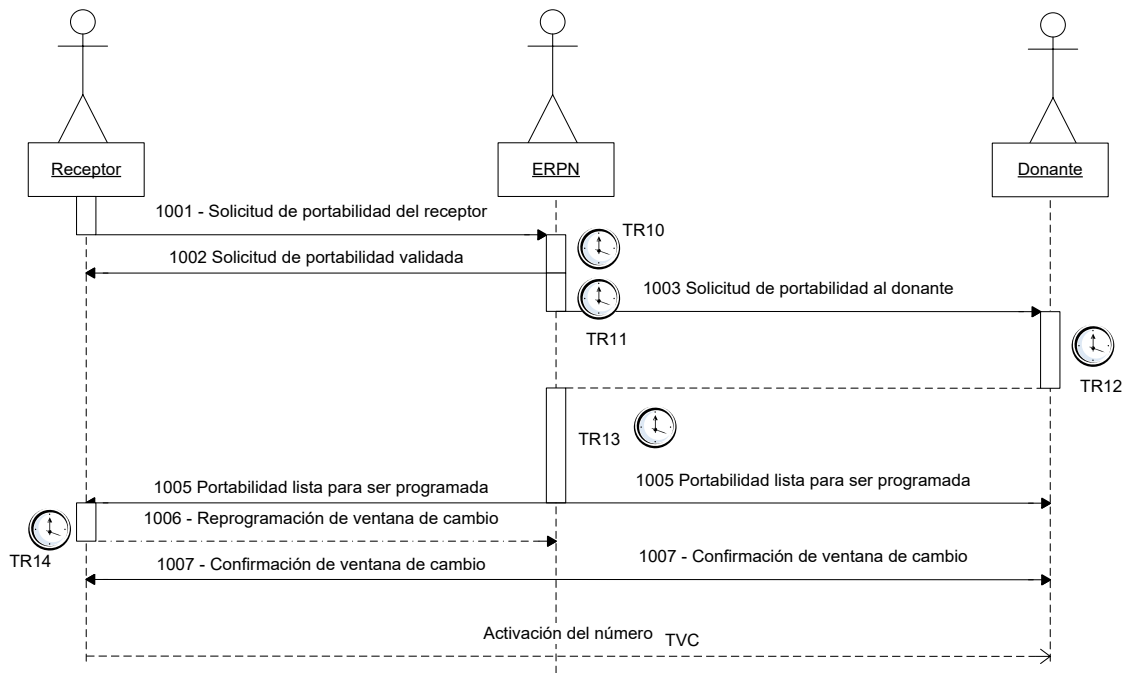 Receptor
ERPN
Donante
1001 - Solicitud de portabilidad del receptor
TR10
1002 Solicitud de portabilidad validada
1003 Solicitud de portabilidad al donante
TR11
TR12
TR13
1005 Portabilidad lista para ser programada
1005 Portabilidad lista para ser programada
1006 - Reprogramación de ventana de cambio
TR14
1007 - Confirmación de ventana de cambio
1007 - Confirmación de ventana de cambio
Activación del número
TVC